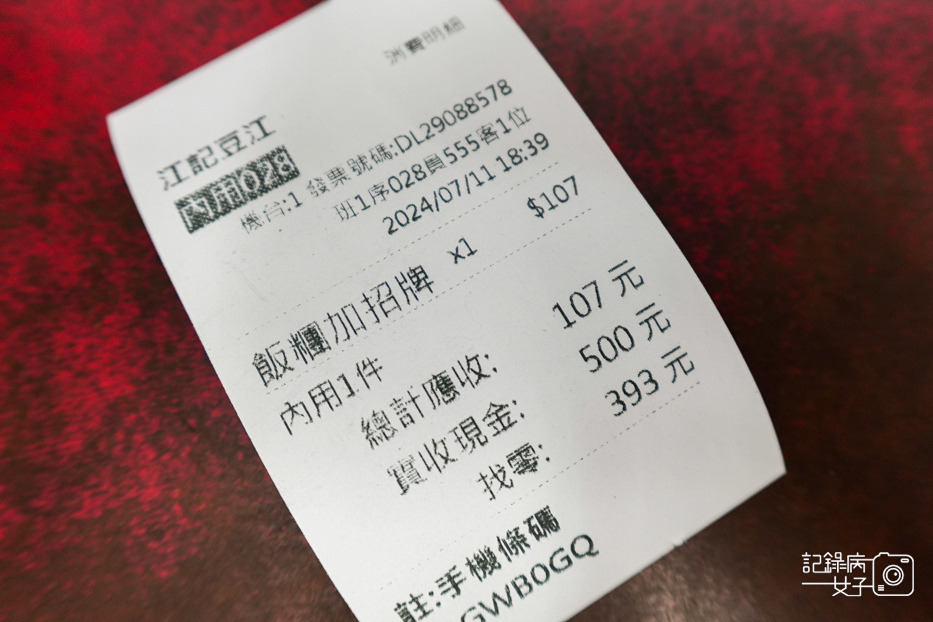 消費明細
江記豆江
內用028
機台:1 發票號碼:DL29088578
班1序028員555客1位
2024/07/11 18:39
飯糰加招牌 x1 $107
內用1件
總計應收: 107 元
實收現金: 500 元
找零: 393 元
註:手機條碼
GWB0GQ
記錄病
女子